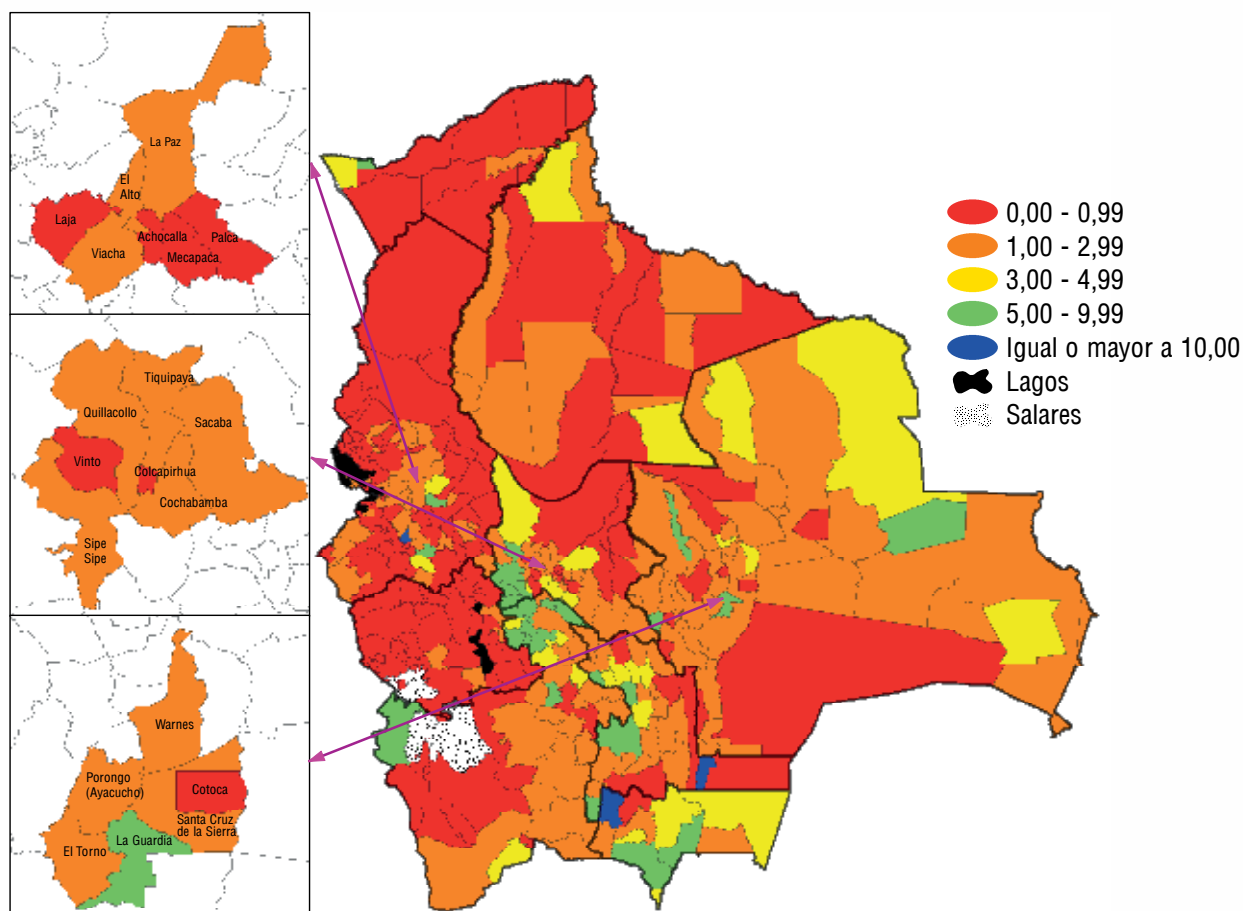 La Paz
El
Alto
Laja
Achocalla
Palca
Viacha
Mecapaca
Tiquipaya
Quillacollo
Sacaba
Vinto
Colcapirhua
Cochabamba
Sipe
Sipe
Warnes
Porongo
(Ayacucho)
Cotoca
Santa Cruz
de la Sierra
La Guardia
El Torno
0,00 - 0,99
1,00 - 2,99
3,00 - 4,99
5,00 - 9,99
Igual o mayor a 10,00
Lagos
Salares